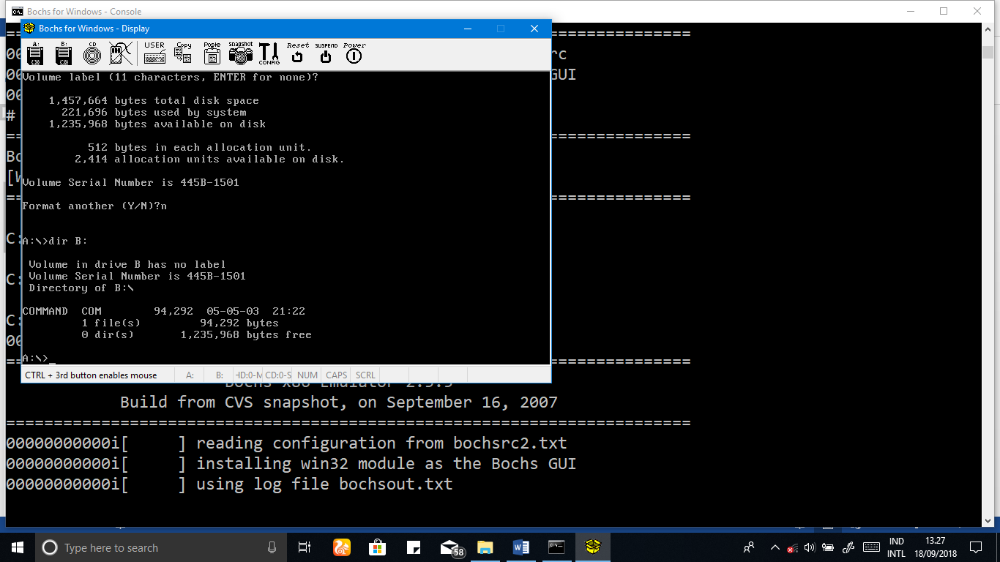 Bochs for Windows - Console
Bochs for Windows - Display
A: B: CD USER Copy Paste snapshot CONFIG Reset SUSPEND Power
Volume label (11 characters, ENTER for none)?
1,457,664 bytes total disk space
221,696 bytes used by system
1,235,968 bytes available on disk
512 bytes in each allocation unit.
2,414 allocation units available on disk.
Volume Serial Number is 445B-1501
Format another (Y/N)?n
A:\>dir B:
Volume in drive B has no label
Volume Serial Number is 445B-1501
Directory of B:\
COMMAND COM 94,292 05-05-03 21:22
1 file(s) 94,292 bytes
0 dir(s) 1,235,968 bytes free
A:\>_
CTRL + 3rd button enables mouse A: B: HD:0-M CD:0-S NUM CAPS SCRL
==
00 rc
00 GUI
00
#
==
Bo
[W
==
C:
C:
C:
00
==
Build from CVS snapshot, on September 16, 2007
========================================================================
00000000000i[ ] reading configuration from bochsrc2.txt
00000000000i[ ] installing win32 module as the Bochs GUI
00000000000i[ ] using log file bochsout.txt
Type here to search
58
IND
INTL
13.27
18/09/2018